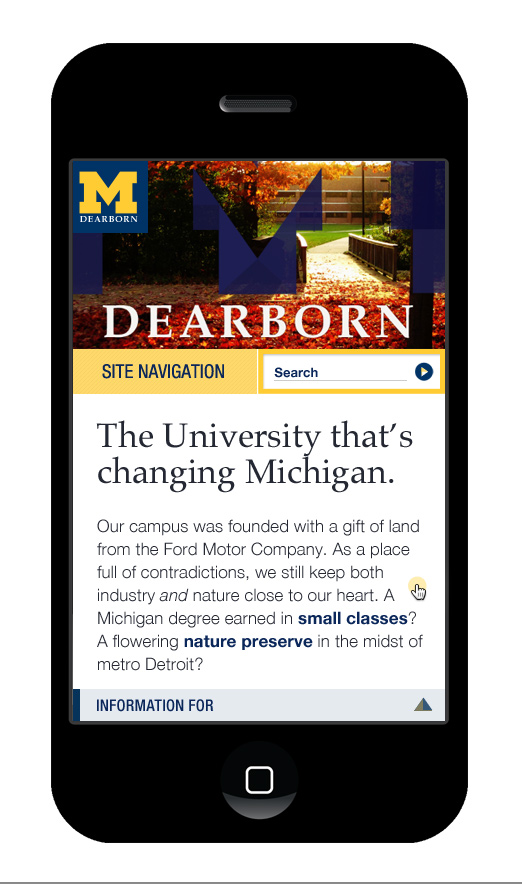 M
DEARBORN
DEARBORN
SITE NAVIGATION
Search
The University that’s
changing Michigan.
Our campus was founded with a gift of land
from the Ford Motor Company. As a place
full of contradictions, we still keep both
industry and nature close to our heart. A
Michigan degree earned in small classes?
A flowering nature preserve in the midst of
metro Detroit?
INFORMATION FOR